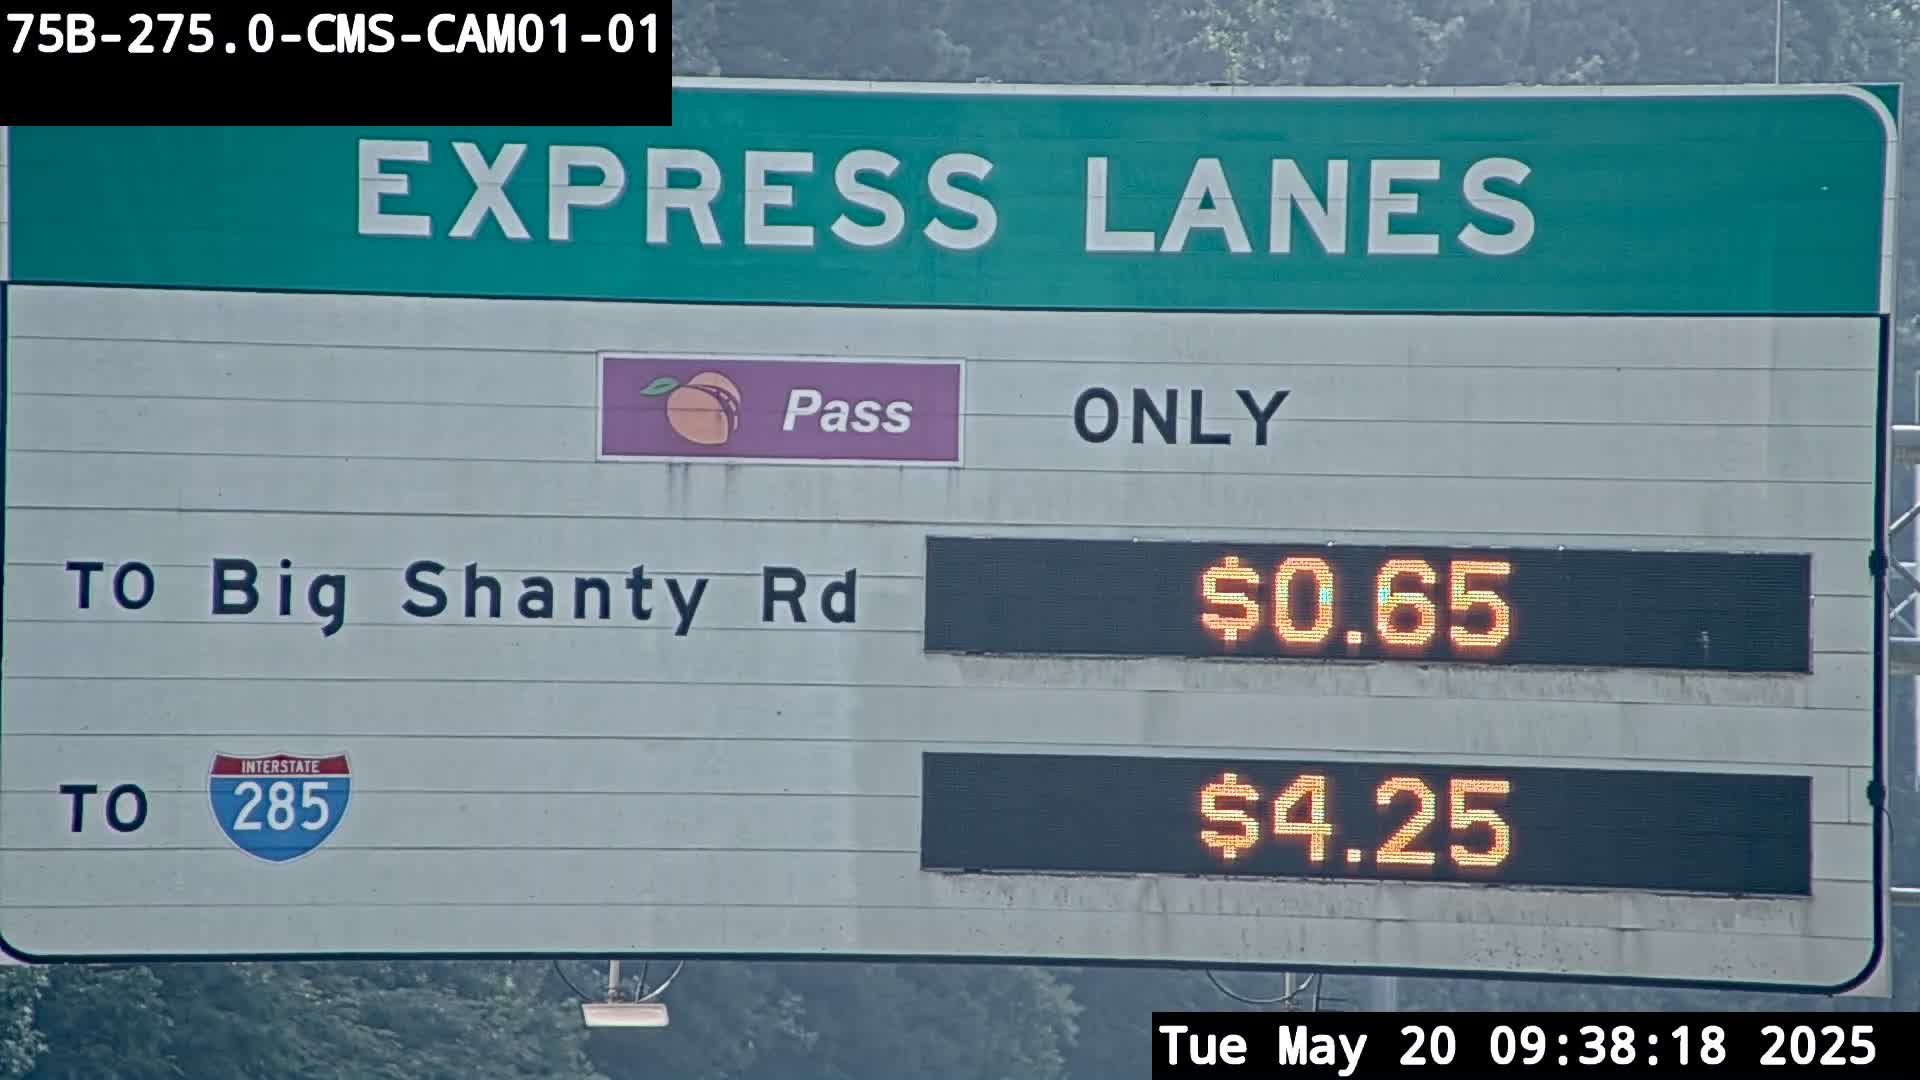 75B-275.0-CMS-CAM01-01
EXPRESS LANES
Pass ONLY
TO Big Shanty Rd $0.65
INTERSTATE
TO 285 $4.25
Tue May 20 09:38:18 2025